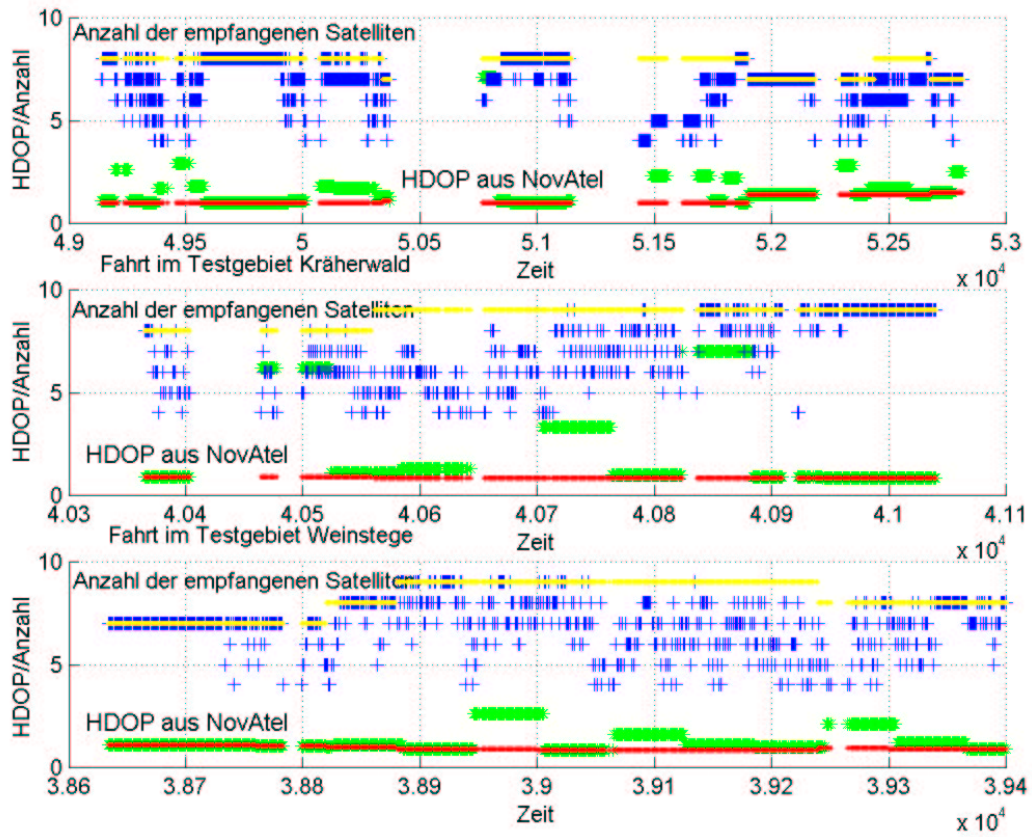 10
Anzahl der empfangenen Satelliten
HDOP/Anzahl
5
HDOP aus NovAtel
0
4.9 4.95 5 5.05 5.1 5.15 5.2 5.25 5.3
Fahrt im Testgebiet Kräherwald
Zeit
x 10^4
10
Anzahl der empfangenen Satelliten
HDOP/Anzahl
5
HDOP aus NovAtel
0
4.03 4.04 4.05 4.06 4.07 4.08 4.09 4.1 4.11
Fahrt im Testgebiet Weinstege
Zeit
x 10^4
10
Anzahl der empfangenen Satelliten
HDOP/Anzahl
5
HDOP aus NovAtel
0
3.86 3.87 3.88 3.89 3.9 3.91 3.92 3.93 3.94
Zeit
x 10^4